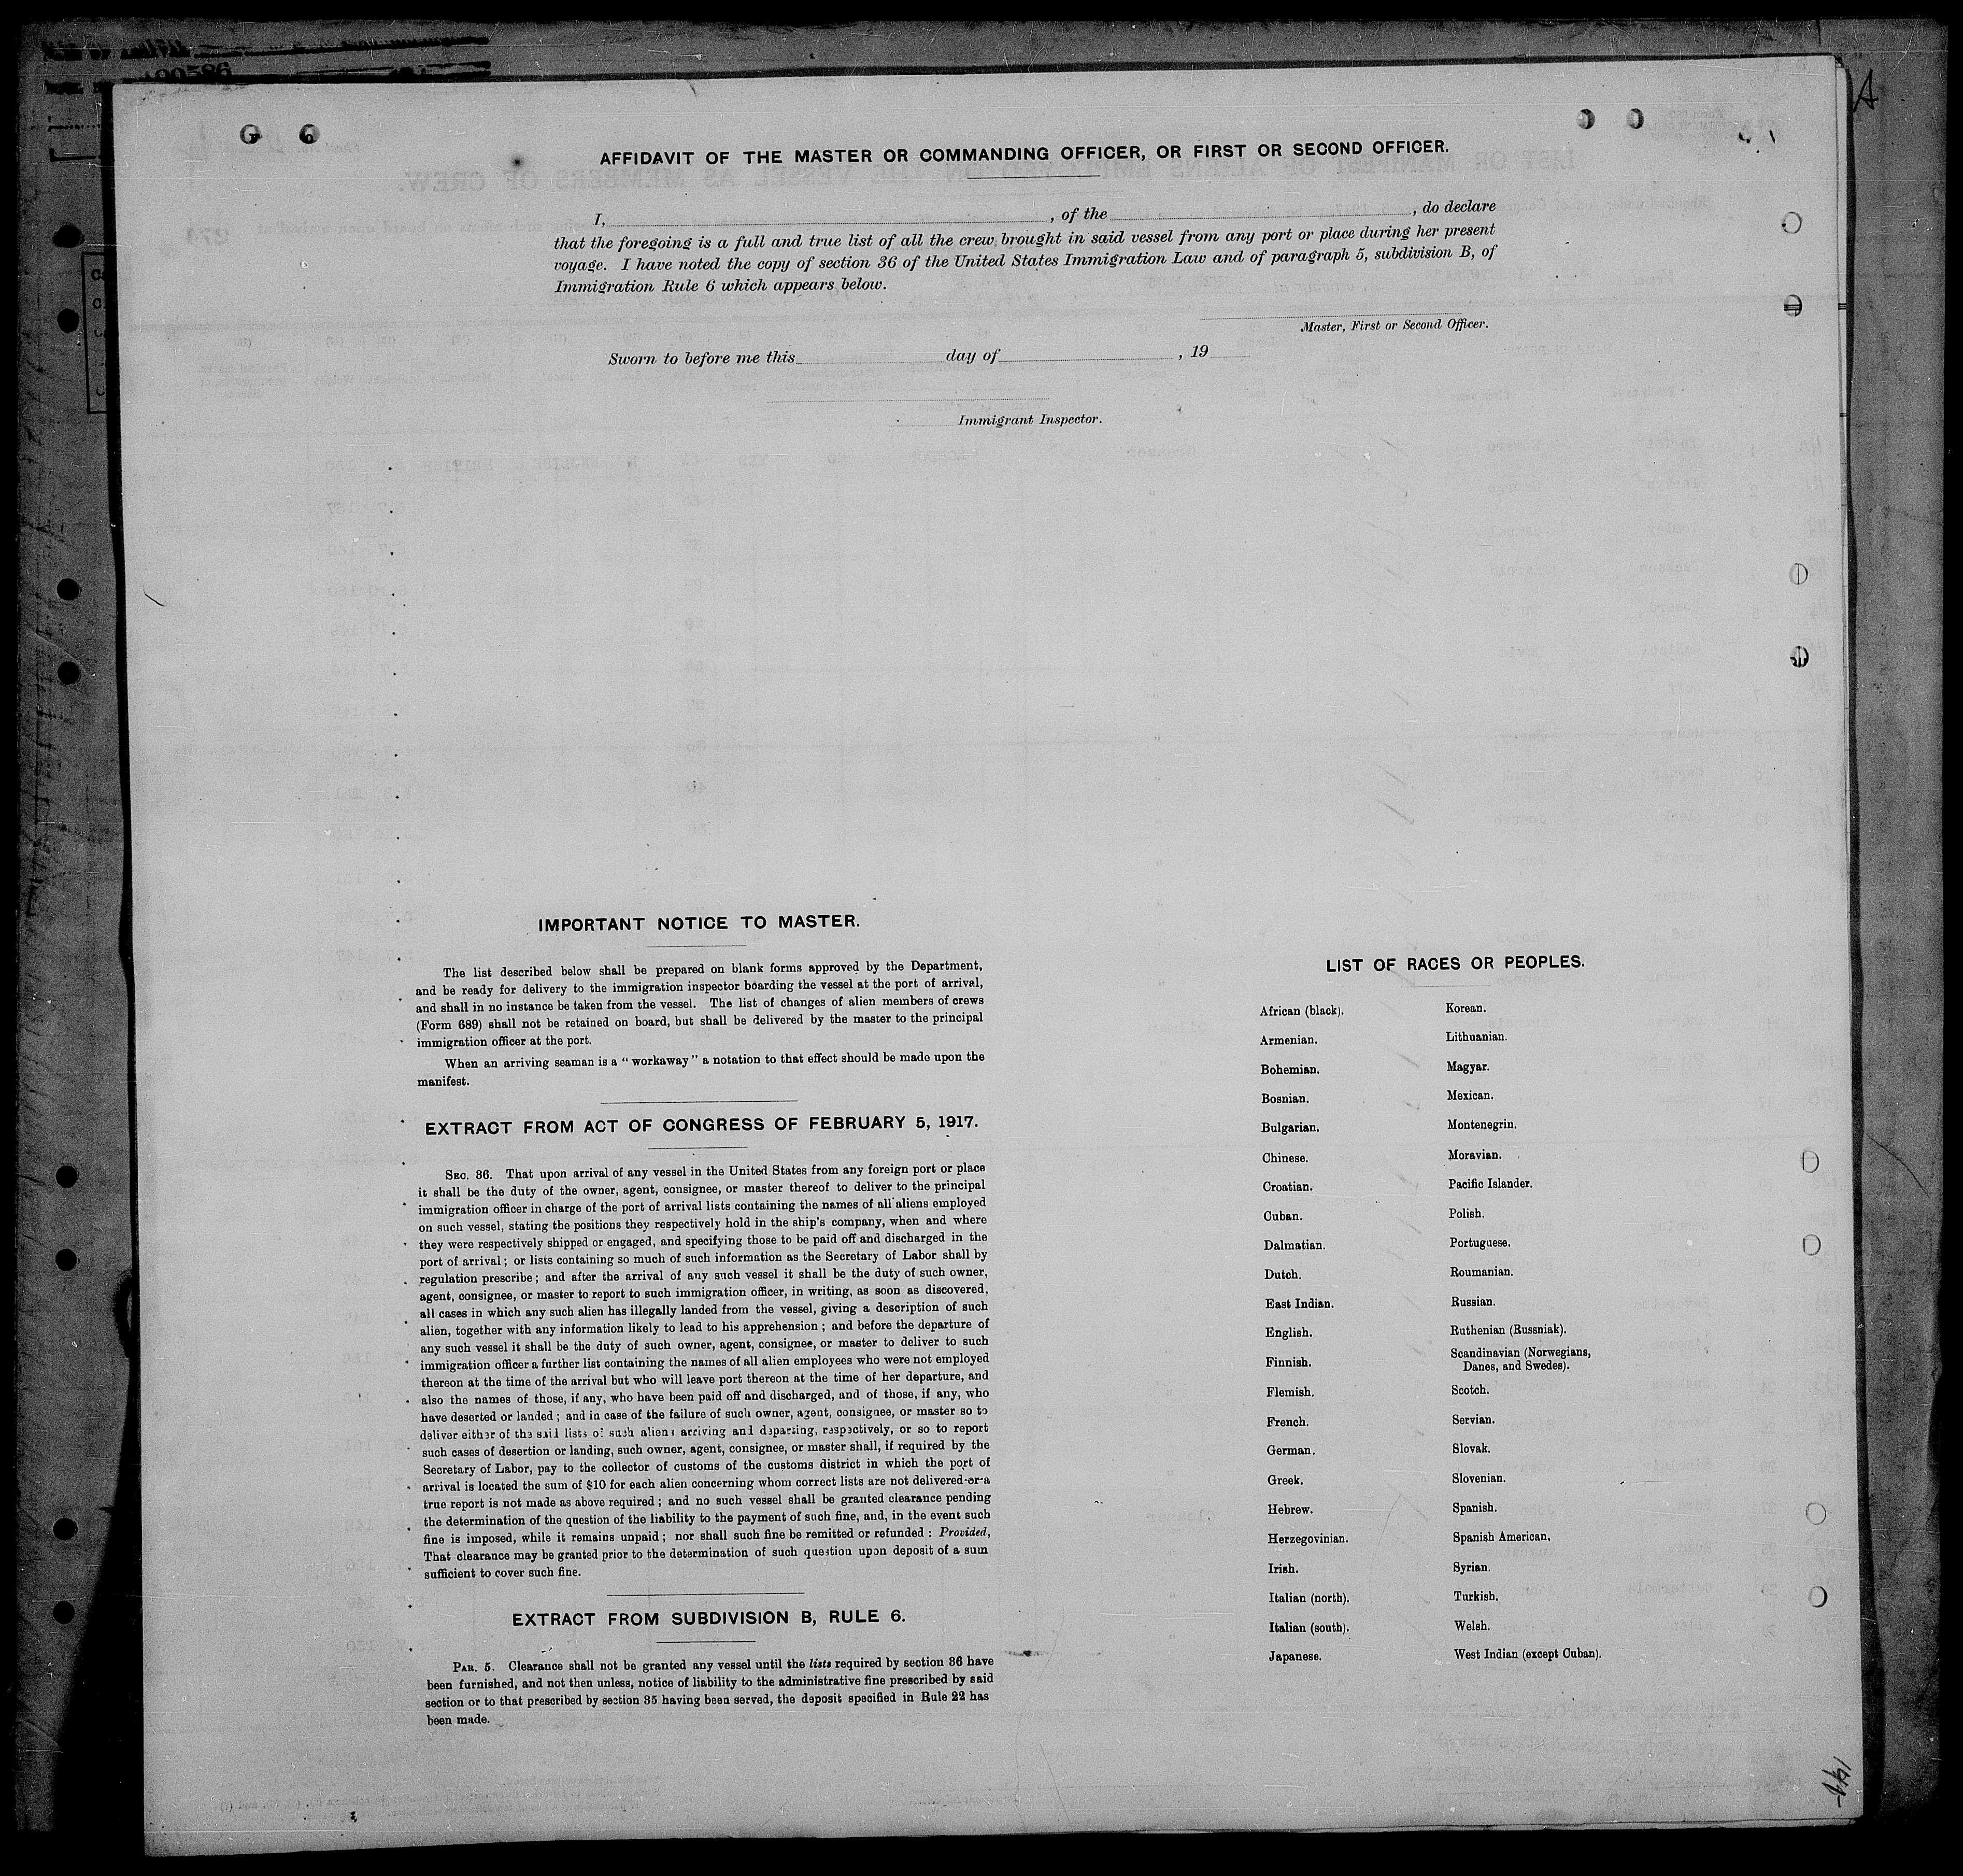 AFFIDAVIT OF THE MASTER OR COMMANDING OFFICER, OR FIRST OR SECOND OFFICER.
I, , of the , do declare
that the foregoing is a full and true list of all the crew brought in said vessel from any port or place during her present
voyage. I have noted the copy of section 36 of the United States Immigration Law and of paragraph 5, subdivision B, of
Immigration Rule 6 which appears below.
Master, First or Second Officer.
Sworn to before me this day of , 19
Immigrant Inspector.
IMPORTANT NOTICE TO MASTER.
The list described below shall be prepared on blank forms approved by the Department,
and be ready for delivery to the immigration inspector boarding the vessel at the port of arrival,
and shall in no instance be taken from the vessel. The list of changes of alien members of crews
(Form 689) shall not be retained on board, but shall be delivered by the master to the principal
immigration officer at the port.
When an arriving seaman is a "workaway" a notation to that effect should be made upon the
manifest.
EXTRACT FROM ACT OF CONGRESS OF FEBRUARY 5, 1917.
SEC. 36. That upon arrival of any vessel in the United States from any foreign port or place
it shall be the duty of the owner, agent, consignee, or master thereof to deliver to the principal
immigration officer in charge of the port of arrival lists containing the names of all aliens employed
on such vessel, stating the positions they respectively hold in the ship's company, when and where
they were respectively shipped or engaged, and specifying those to be paid off and discharged in the
port of arrival; or lists containing so much of such information as the Secretary of Labor shall by
regulation prescribe; and after the arrival of any such vessel it shall be the duty of such owner,
agent, consignee, or master to report to such immigration officer, in writing, as soon as discovered,
all cases in which any such alien has illegally landed from the vessel, giving a description of such
alien, together with any information likely to lead to his apprehension; and before the departure of
any such vessel it shall be the duty of such owner, agent, consignee, or master to deliver to such
immigration officer a further list containing the names of all alien employees who were not employed
thereon at the time of the arrival but who will leave port thereon at the time of her departure, and
also the names of those, if any, who have been paid off and discharged, and of those, if any, who
have deserted or landed; and in case of the failure of such owner, agent, consignee, or master so to
deliver either of the said lists of such aliens arriving and departing, respectively, or so to report
such cases of desertion or landing, such owner, agent, consignee, or master shall, if required by the
Secretary of Labor, pay to the collector of customs of the customs district in which the port of
arrival is located the sum of $10 for each alien concerning whom correct lists are not delivered or a
true report is not made as above required; and no such vessel shall be granted clearance pending
the determination of the question of the liability to the payment of such fine, and, in the event such
fine is imposed, while it remains unpaid; nor shall such fine be remitted or refunded: Provided,
That clearance may be granted prior to the determination of such question upon deposit of a sum
sufficient to cover such fine.
EXTRACT FROM SUBDIVISION B, RULE 6.
PAR. 5. Clearance shall not be granted any vessel until the lists required by section 36 have
been furnished, and not then unless, notice of liability to the administrative fine prescribed by said
section or to that prescribed by section 35 having been served, the deposit specified in Rule 22 has
been made.
LIST OF RACES OR PEOPLES.
African (black).
Armenian.
Bohemian.
Bosnian.
Bulgarian.
Chinese.
Croatian.
Cuban.
Dalmatian.
Dutch.
East Indian.
English.
Finnish.
Flemish.
French.
German.
Greek.
Hebrew.
Herzegovinian.
Irish.
Italian (north).
Italian (south).
Japanese.
Korean.
Lithuanian.
Magyar.
Mexican.
Montenegrin.
Moravian.
Pacific Islander.
Polish.
Portuguese.
Roumanian.
Russian.
Ruthenian (Russniak).
Scandinavian (Norwegians,
Danes, and Swedes).
Scotch.
Servian.
Slovak.
Slovenian.
Spanish.
Spanish American.
Syrian.
Turkish.
Welsh.
West Indian (except Cuban).